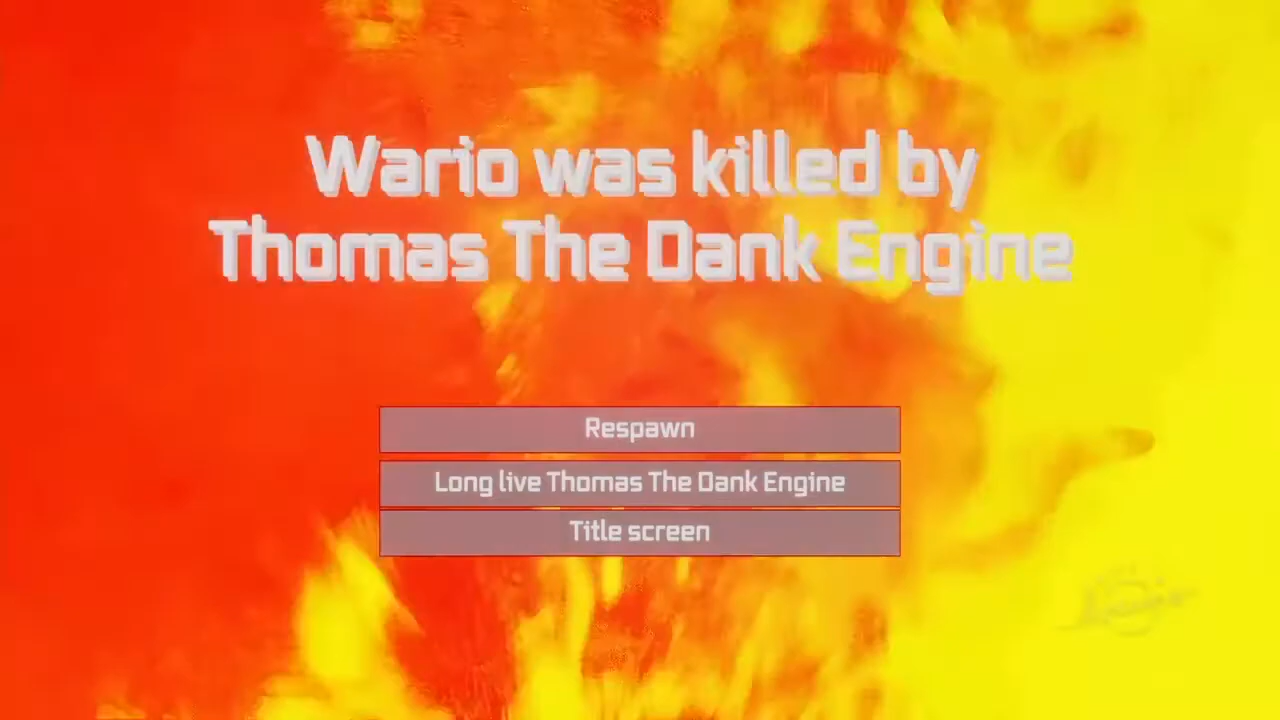 Wario was killed by
Thomas The Dank Engine
Respawn
Long live Thomas The Dank Engine
Title screen